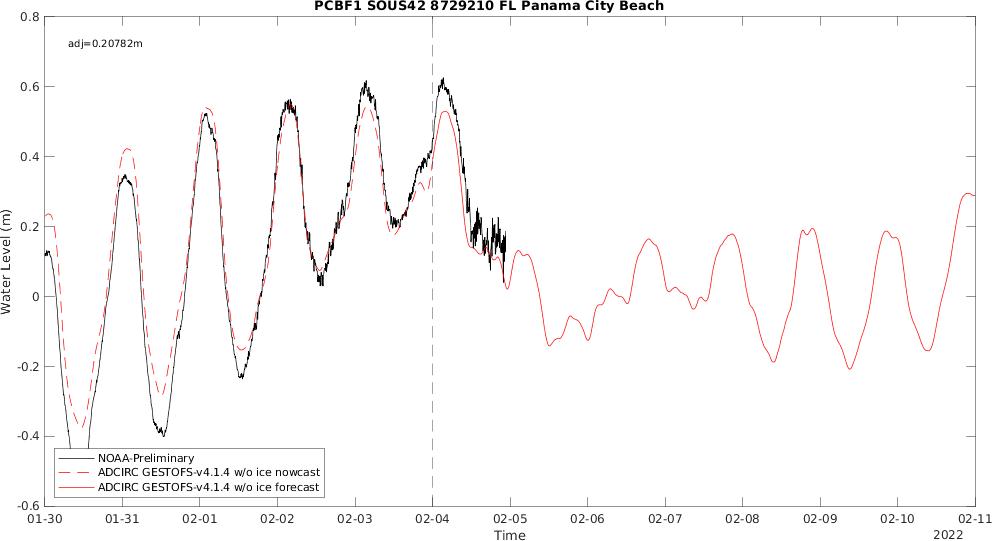 PCBF1 SOUS42 8729210 FL Panama City Beach
adj=0.20782m
0.8
0.6
0.4
0.2
0
-0.2
-0.4
-0.6
Water Level (m)
NOAA-Preliminary
ADCIRC GESTOFS-v4.1.4 w/o ice nowcast
ADCIRC GESTOFS-v4.1.4 w/o ice forecast
01-30 01-31 02-01 02-02 02-03 02-04 02-05 02-06 02-07 02-08 02-09 02-10 02-11
Time
2022